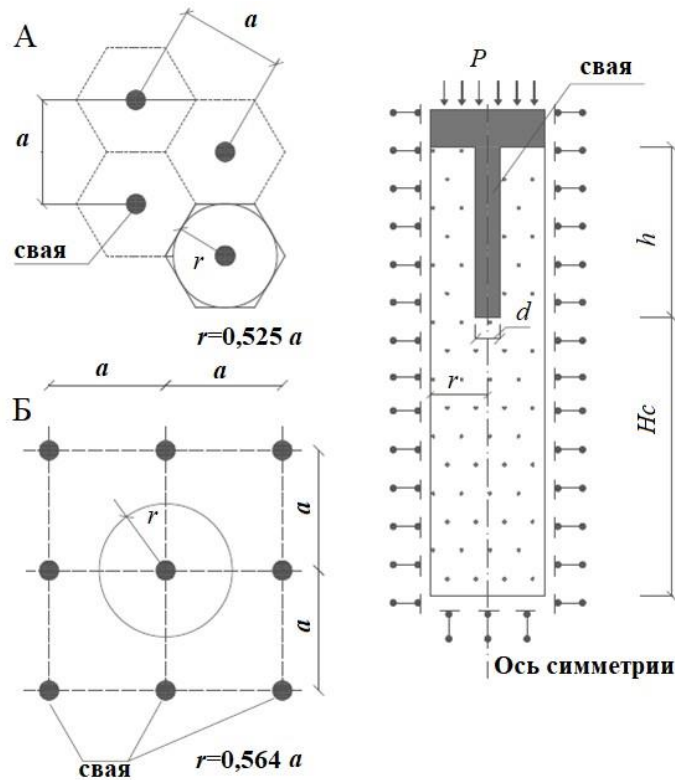 А
a
a
свая
r
r=0,525 a
Б
a
a
r
a
a
свая
r=0,564 a
P
свая
h
d
r
Hc
Ось симметрии